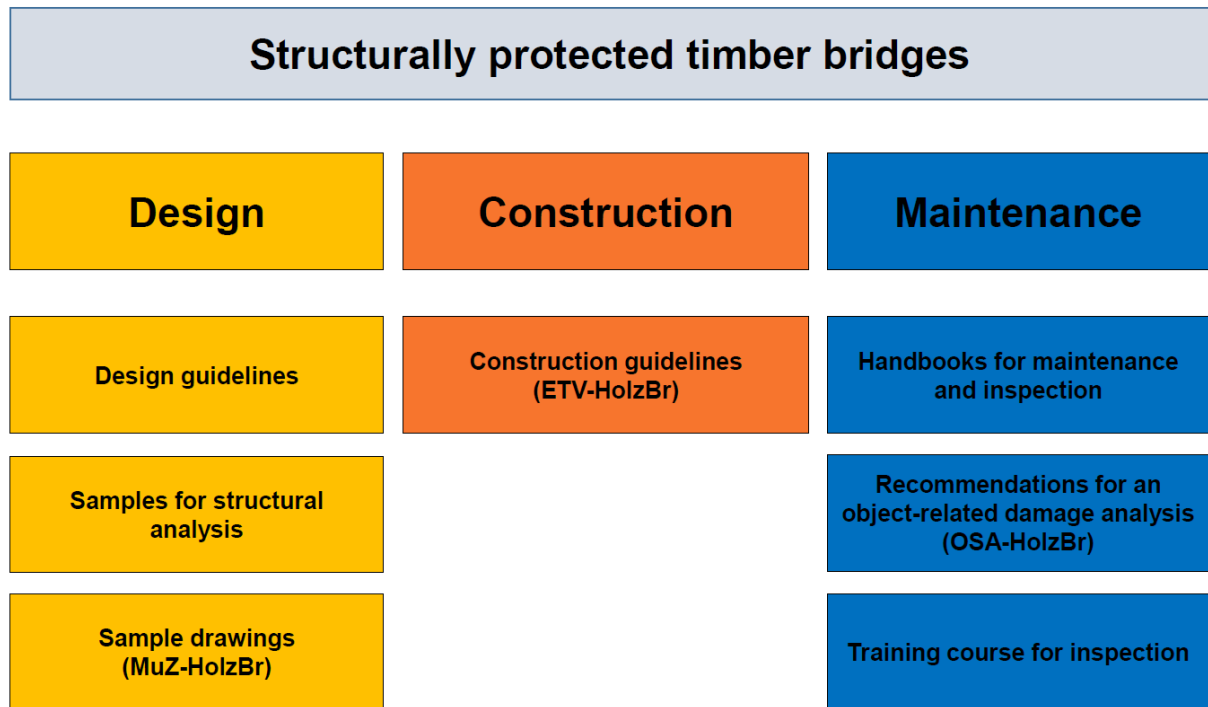 Structurally protected timber bridges
Design
Construction
Maintenance
Design guidelines
Construction guidelines
(ETV-HolzBr)
Handbooks for maintenance
and inspection
Samples for structural
analysis
Recommendations for an
object-related damage analysis
(OSA-HolzBr)
Sample drawings
(MuZ-HolzBr)
Training course for inspection